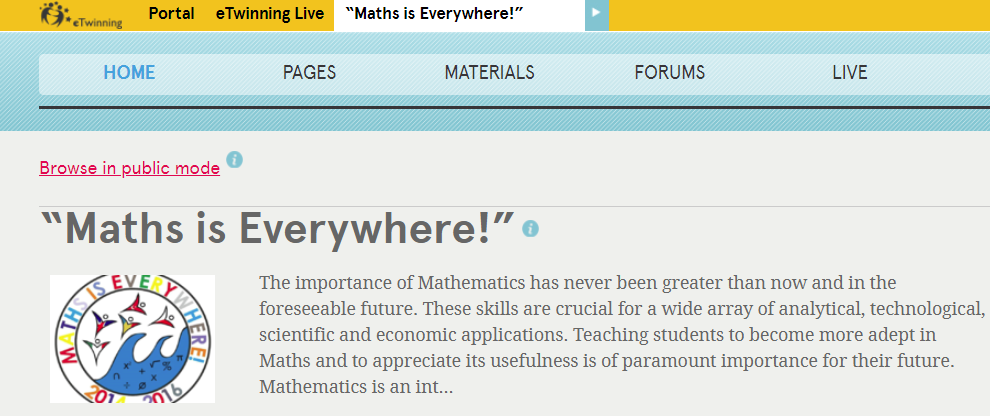 eTwinning Portal eTwinning Live “Maths is Everywhere!”
HOME PAGES MATERIALS FORUMS LIVE
Browse in public mode i
“Maths is Everywhere!” i
MATHS IS EVERYWHERE!
2014 2016
The importance of Mathematics has never been greater than now and in the
foreseeable future. These skills are crucial for a wide array of analytical, technological,
scientific and economic applications. Teaching students to become more adept in
Maths and to appreciate its usefulness is of paramount importance for their future.
Mathematics is an int...